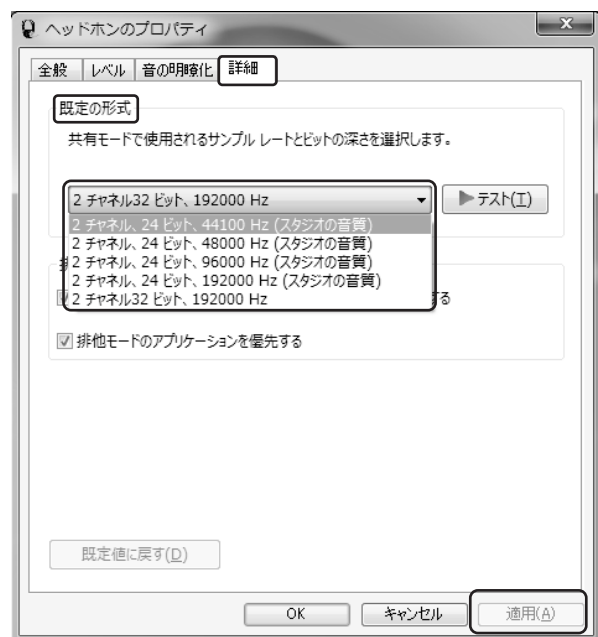 ヘッドホンのプロパティ
全般
レベル
音の明瞭化
詳細
既定の形式
共有モードで使用されるサンプル レートとビットの深さを選択します。
2 チャネル32 ビット、192000 Hz
テスト(T)
2 チャネル、24 ビット、44100 Hz (スタジオの音質)
2 チャネル、24 ビット、48000 Hz (スタジオの音質)
2 チャネル、24 ビット、96000 Hz (スタジオの音質)
2 チャネル、24 ビット、192000 Hz (スタジオの音質)
2 チャネル32 ビット、192000 Hz
する
排他モードのアプリケーションを優先する
既定値に戻す(D)
OK
キャンセル
適用(A)